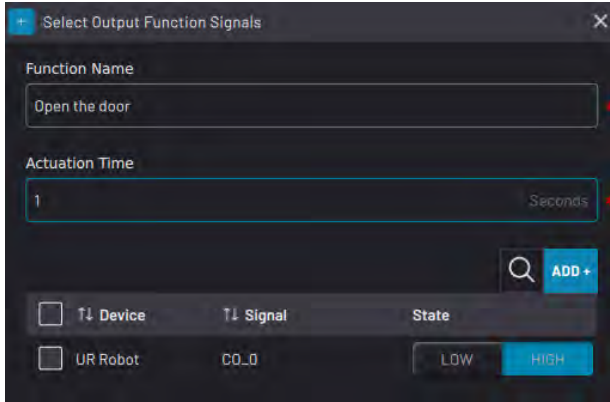 Select Output Function Signals
Function Name
Open the door
Actuation Time
1 Seconds
ADD +
Device Signal State
UR Robot CO_0 LOW HIGH